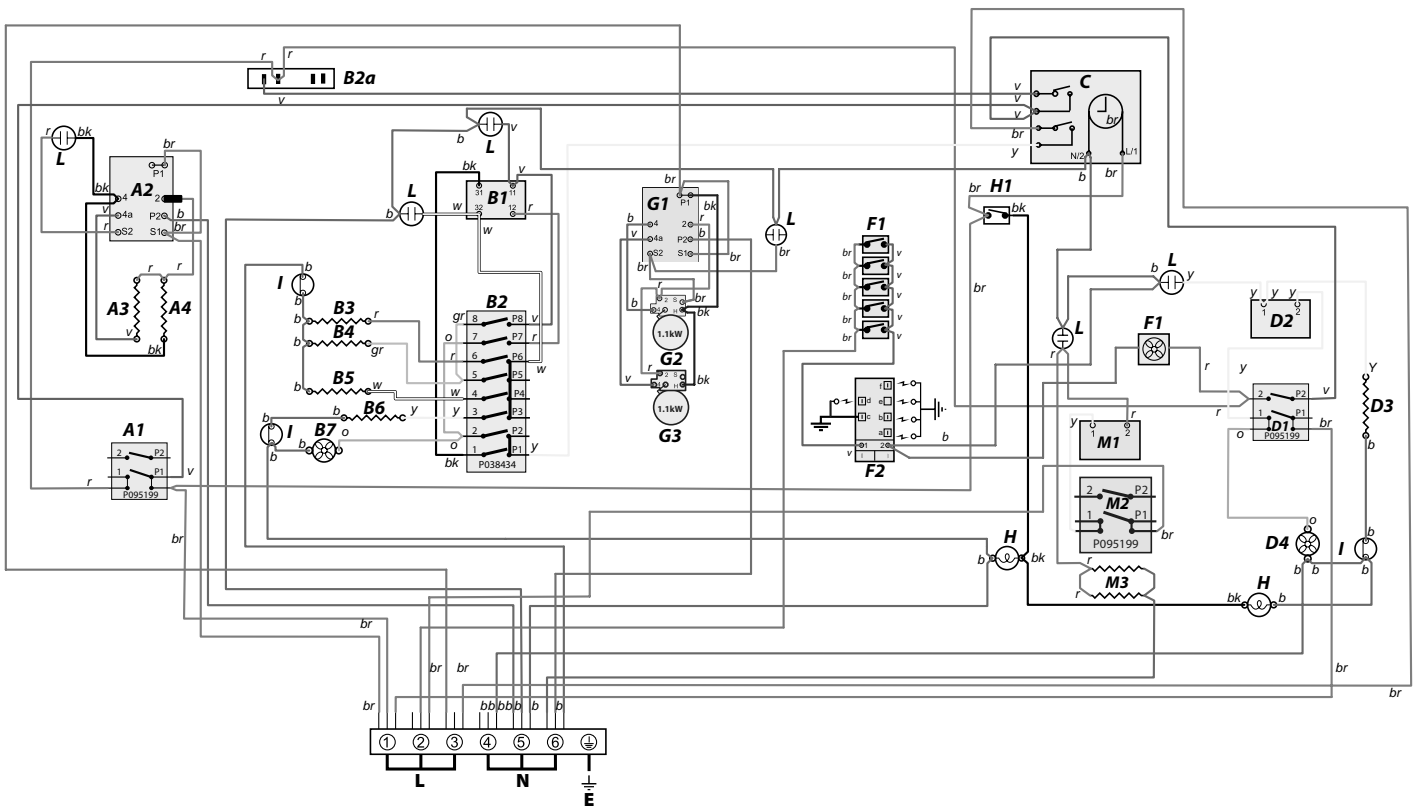 r
r
B2a
v
C
v
v
v
br
y
br
N/2
L/1
b
br
L
r
bk
L
b
v
br
P1
A2
bk
4
2
v
4a
P2
b
r
S2
S1
br
r
r
A3
A4
v
bk
bk
v
31
11
B1
32
12
w
r
w
L
b
br
G1
P1
bk
b
4
2
r
v
4a
P2
b
S2
S1
br
br
L
r
2
S
br
b
4
H
1.1kW
G2
r
2
S
v
4
H
bk
1.1kW
G3
br
H1
bk
br
F1
br
v
br
v
br
v
br
v
I
b
b
B3
b
r
B4
b
gr
B5
b
w
B6
b
y
b
I
b
B7
b
o
B2
gr
8
P8
v
o
7
P7
r
r
6
P6
w
5
P5
w
4
P4
y
3
P3
2
P2
o
1
P1
y
bk
P038434
A1
2
P2
1
P1
v
r
P095199
br
f
d
e
c
b
a
1
2
v
b
F2
L
b
y
L
r
F1
r
y
y
y
1
2
D2
Y
D3
b
y
2
P2
v
r
1
P1
br
D1
o
P095199
y
1
2
r
M1
2
P2
M2
1
P1
br
P095199
r
M3
r
H
b
bk
o
D4
b
b
I
b
b
H
bk
b
br
br
br
br
br
br
b
b
b
b
b
b
b
1
2
3
4
5
6
L
N
E